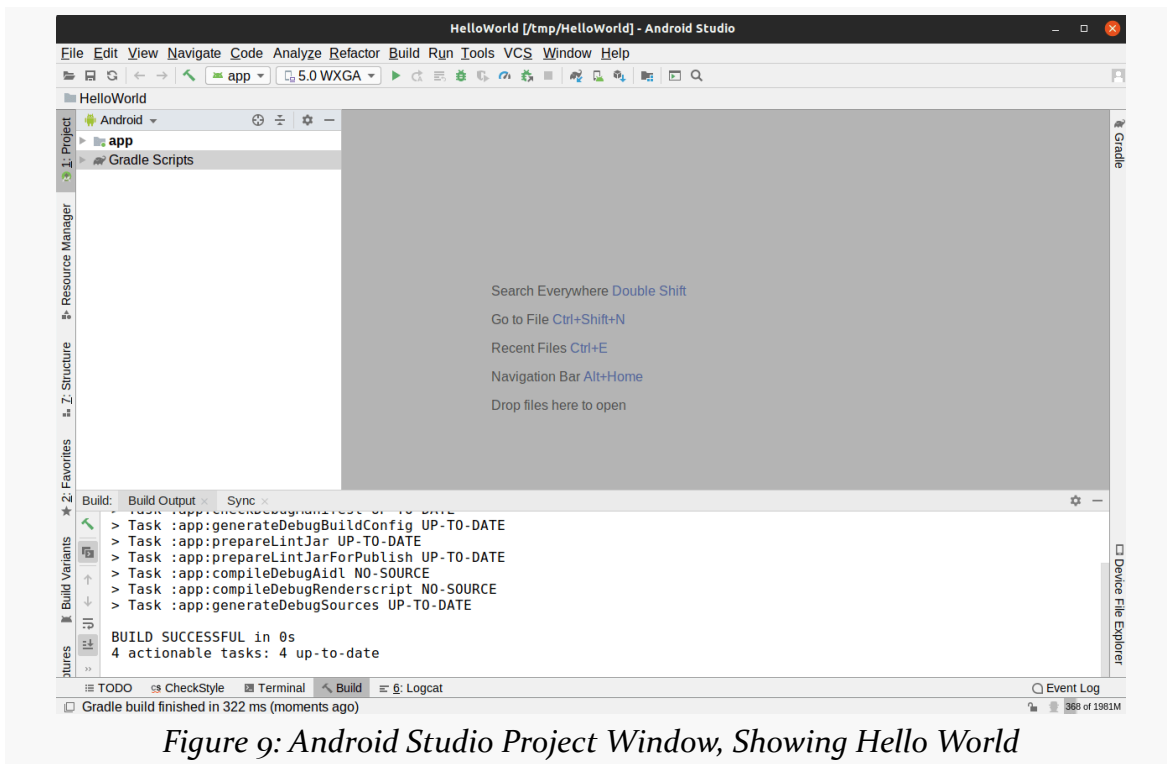 HelloWorld [/tmp/HelloWorld] - Android Studio
File Edit View Navigate Code Analyze Refactor Build Run Tools VCS Window Help
app 5.0 WXGA
HelloWorld
1: Project
Android
app
Gradle Scripts
Gradle
Resource Manager
Search Everywhere Double Shift
Go to File Ctrl+Shift+N
Recent Files Ctrl+E
Navigation Bar Alt+Home
Drop files here to open
Z: Structure
2: Favorites
Build: Build Output Sync
> Task :app:checkDebugManifest UP-TO-DATE
> Task :app:generateDebugBuildConfig UP-TO-DATE
> Task :app:prepareLintJar UP-TO-DATE
> Task :app:prepareLintJarForPublish UP-TO-DATE
> Task :app:compileDebugAidl NO-SOURCE
> Task :app:compileDebugRenderscript NO-SOURCE
> Task :app:generateDebugSources UP-TO-DATE
BUILD SUCCESSFUL in 0s
4 actionable tasks: 4 up-to-date
Build Variants
ptures
Device File Explorer
TODO CheckStyle Terminal Build 6: Logcat Event Log
Gradle build finished in 322 ms (moments ago) 368 of 1981M
Figure 9: Android Studio Project Window, Showing Hello World